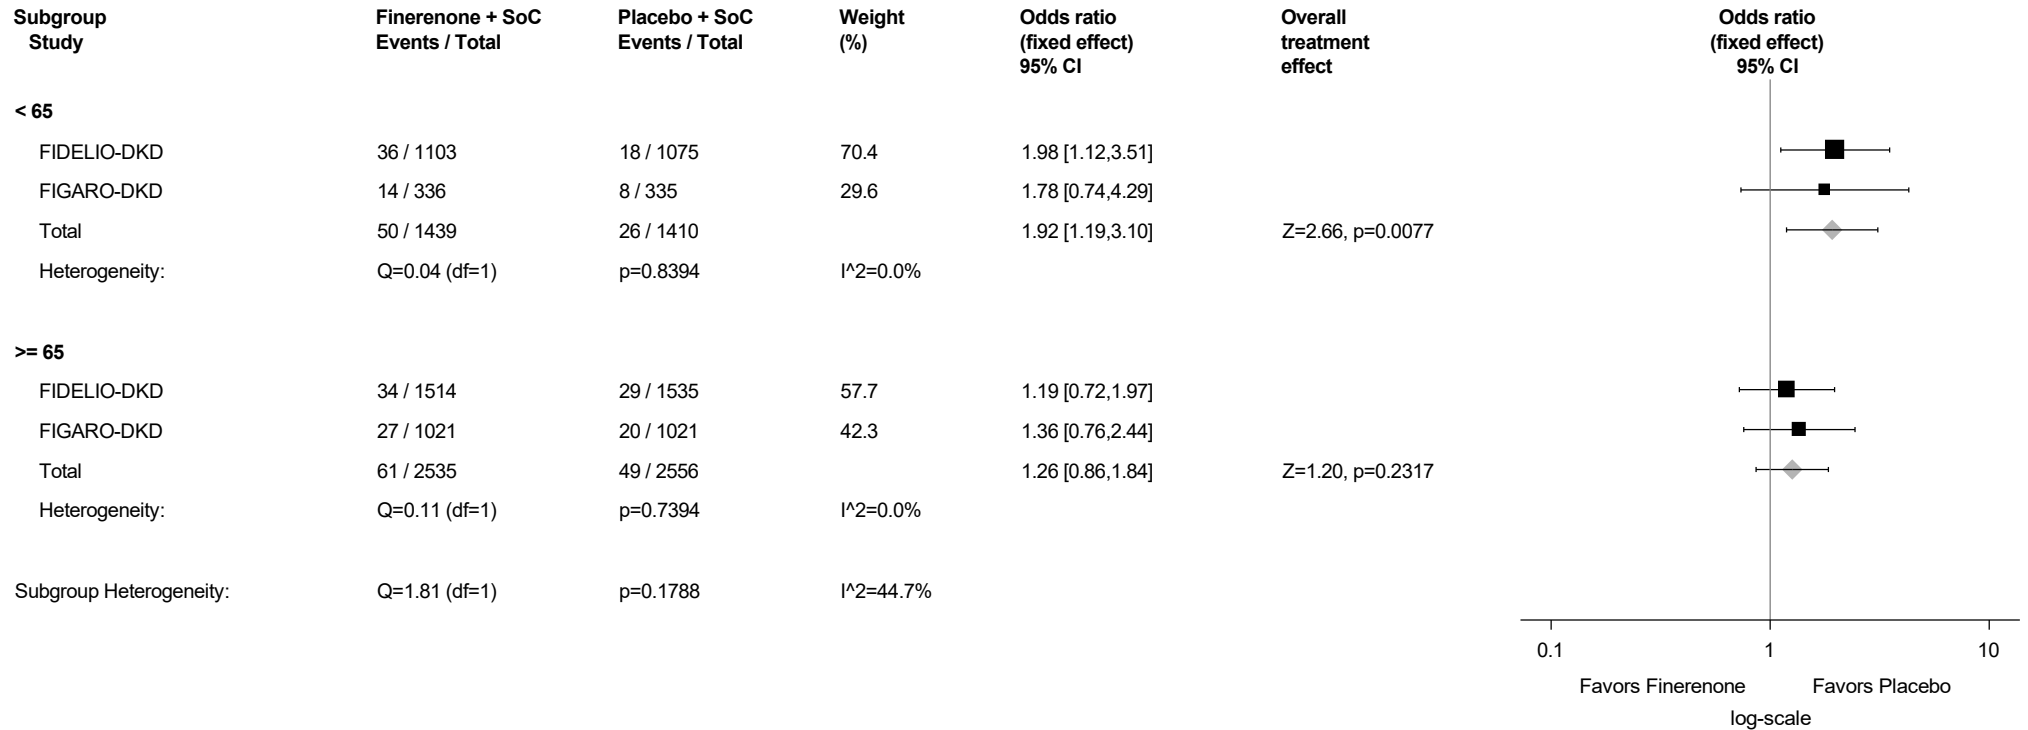 Subgroup Finerenone + SoC Placebo + SoC Weight Odds ratio Overall Odds ratio
Study Events / Total Events / Total (%) (fixed effect) treatment (fixed effect)
95% CI effect 95% CI
< 65
FIDELIO-DKD 36 / 1103 18 / 1075 70.4 1.98 [1.12,3.51]
FIGARO-DKD 14 / 336 8 / 335 29.6 1.78 [0.74,4.29]
Total 50 / 1439 26 / 1410 1.92 [1.19,3.10] Z=2.66, p=0.0077
Heterogeneity: Q=0.04 (df=1) p=0.8394 I^2=0.0%
>= 65
FIDELIO-DKD 34 / 1514 29 / 1535 57.7 1.19 [0.72,1.97]
FIGARO-DKD 27 / 1021 20 / 1021 42.3 1.36 [0.76,2.44]
Total 61 / 2535 49 / 2556 1.26 [0.86,1.84] Z=1.20, p=0.2317
Heterogeneity: Q=0.11 (df=1) p=0.7394 I^2=0.0%
Subgroup Heterogeneity: Q=1.81 (df=1) p=0.1788 I^2=44.7%
0.1 1 10
Favors Finerenone Favors Placebo
log-scale